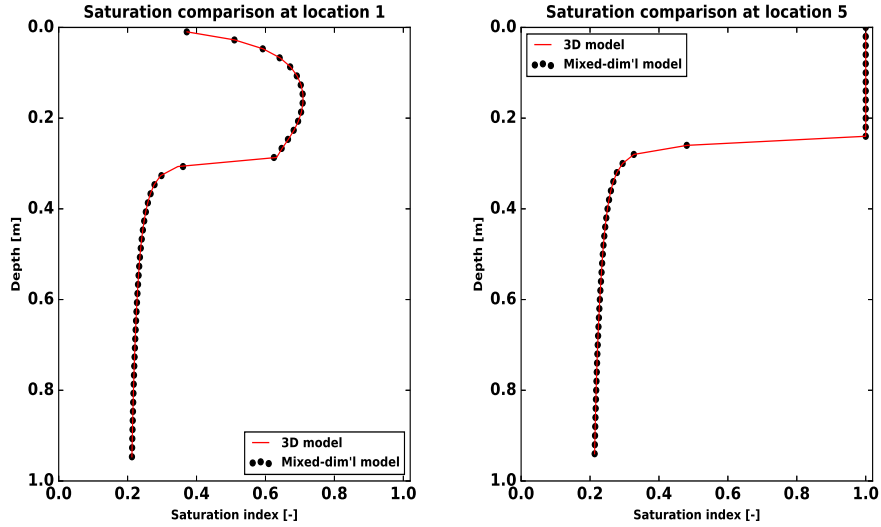 Saturation comparison at location 1
0.0
0.2
0.4
0.6
0.8
1.0
Depth [m]
3D model
Mixed-dim'l model
0.0 0.2 0.4 0.6 0.8 1.0
Saturation index [-]
Saturation comparison at location 5
3D model
Mixed-dim'l model
0.0
0.2
0.4
0.6
0.8
1.0
Depth [m]
0.0 0.2 0.4 0.6 0.8 1.0
Saturation index [-]